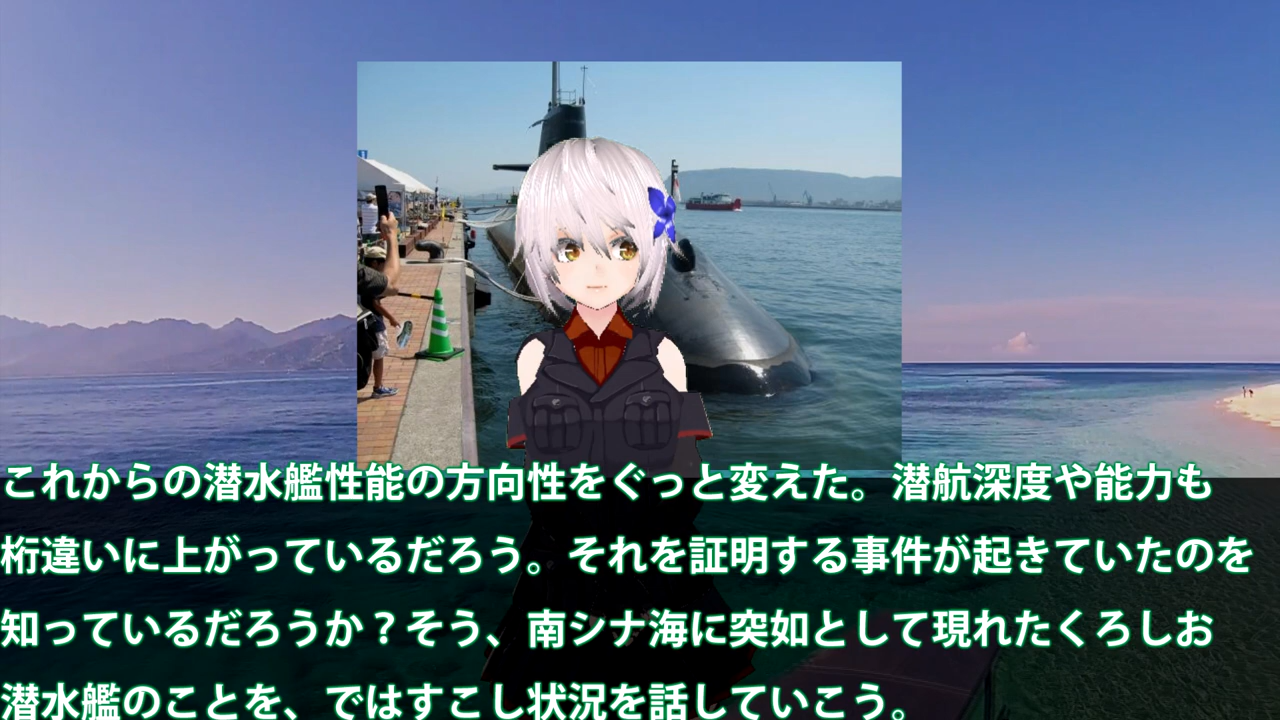 これからの潜水艦性能の方向性をぐっと変えた。潜航深度や能力も
桁違いに上がっているだろう。それを証明する事件が起きていたのを
知っているだろうか？そう、南シナ海に突如として現れたくろしお
潜水艦のことを、ではすこし状況を話していこう。